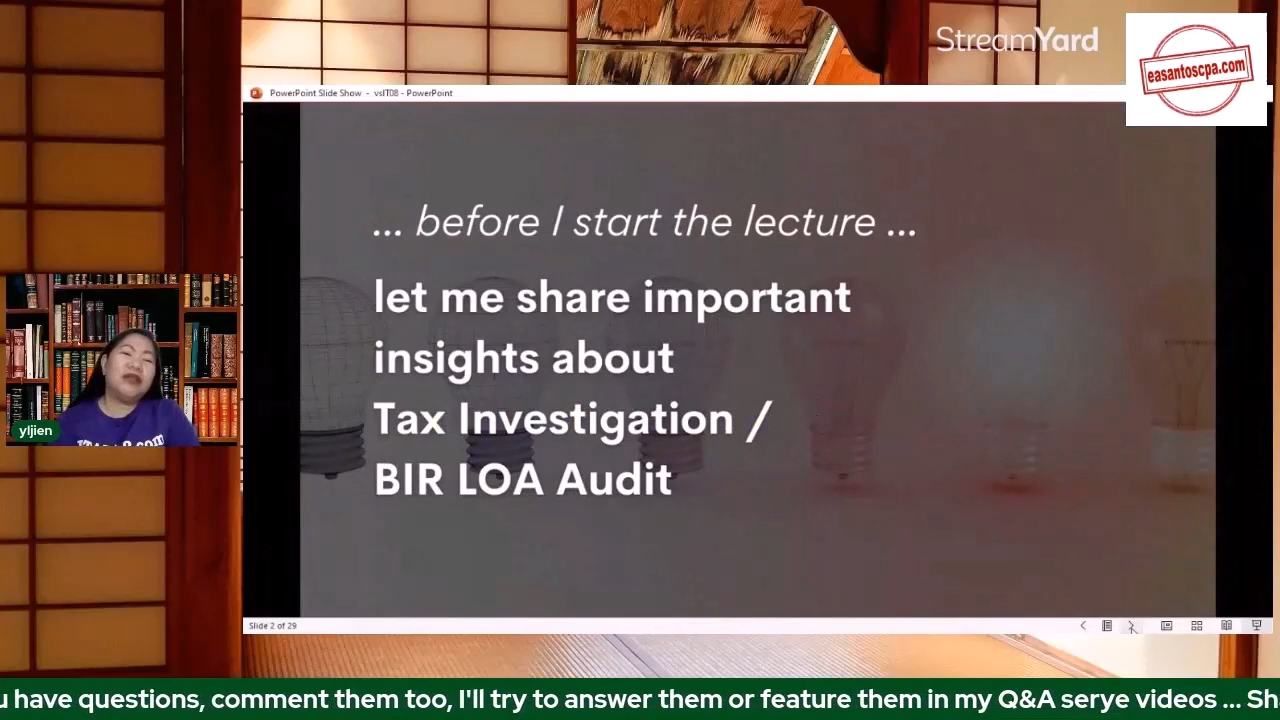 StreamYard
easantoscpa.com
PowerPoint Slide Show - vsIT08 - PowerPoint
... before I start the lecture ...
let me share important
insights about
Tax Investigation /
BIR LOA Audit
yljien
Slide 2 of 29
u have questions, comment them too, I'll try to answer them or feature them in my Q&A serye videos ... Sh